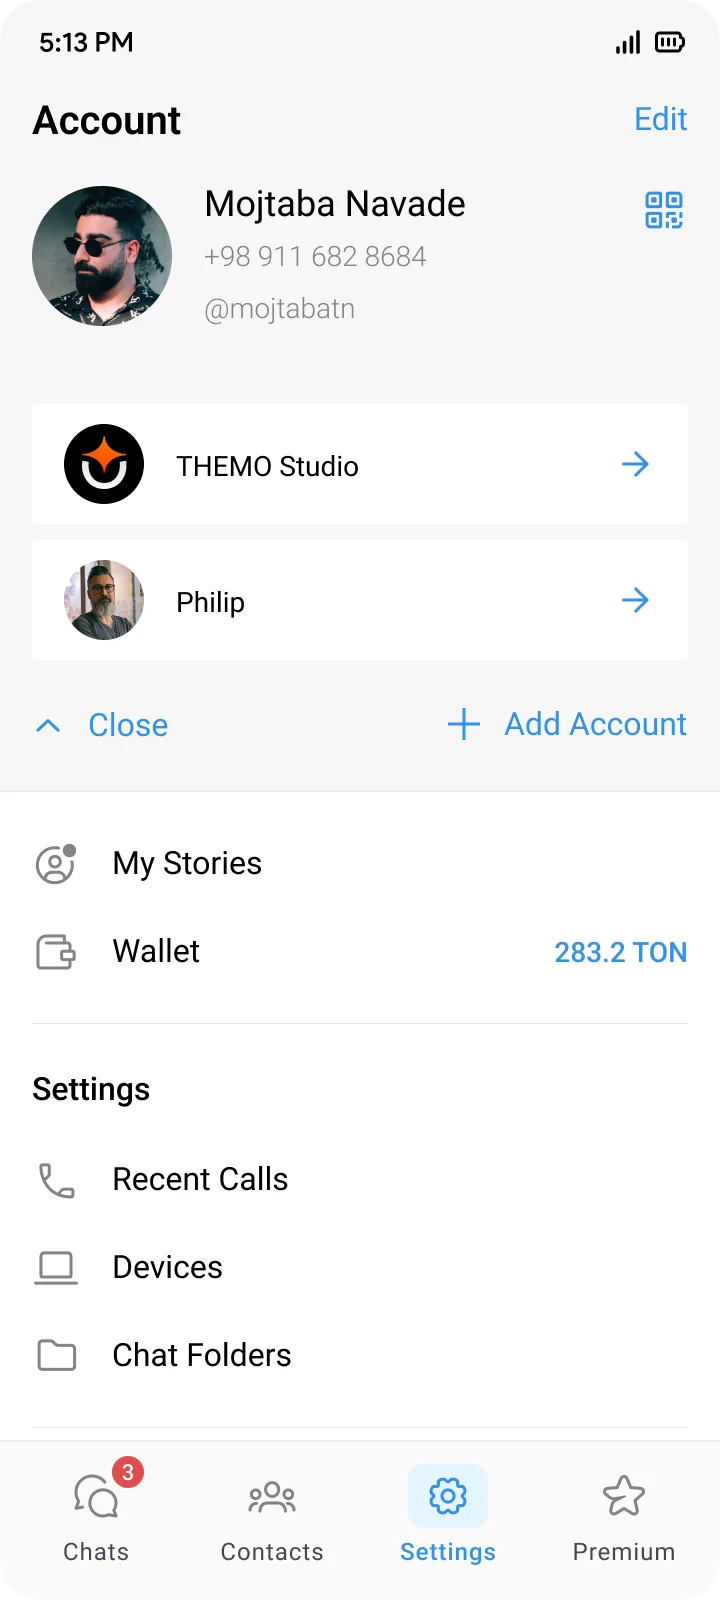 5:13 PM
Account
Edit
Mojtaba Navade
+98 911 682 8684
@mojtabatn
THEMO Studio
Philip
Close
Add Account
My Stories
Wallet
283.2 TON
Settings
Recent Calls
Devices
Chat Folders
3
Chats
Contacts
Settings
Premium